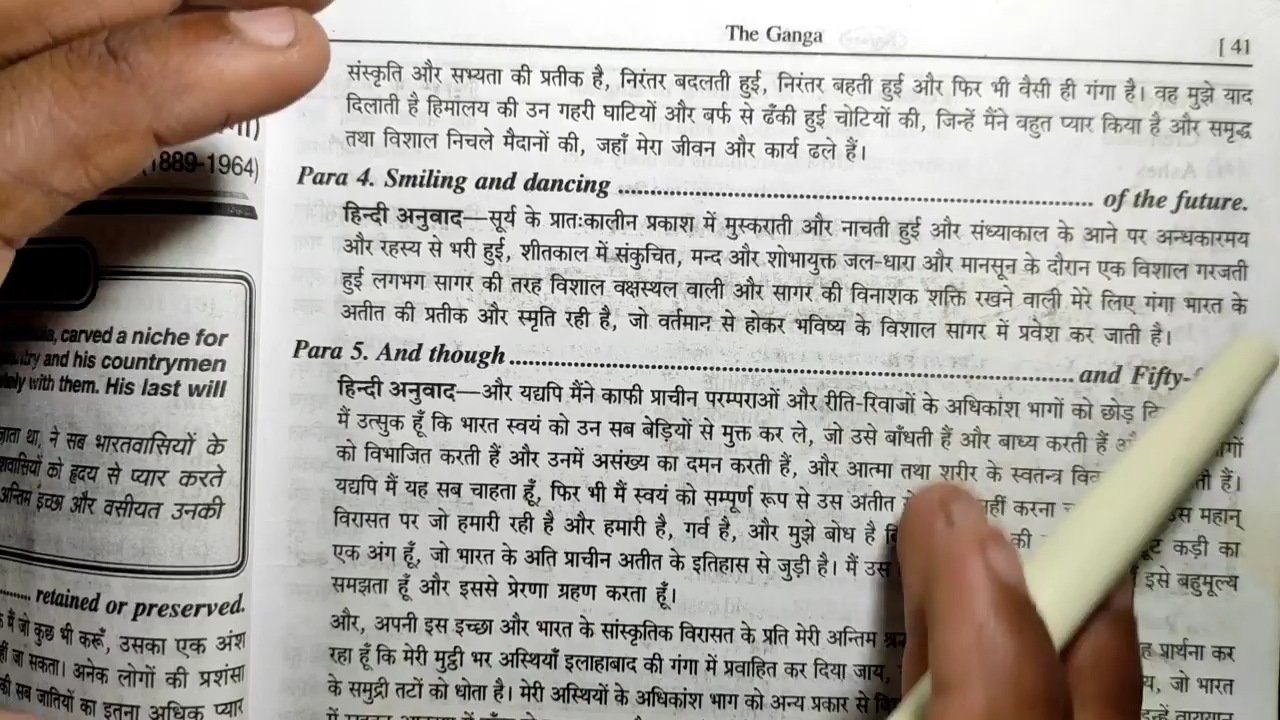 The Ganga
[ 41
संस्कृति और सभ्यता की प्रतीक है, निरंतर बदलती हुई, निरंतर बहती हुई और फिर भी वैसी ही गंगा है। वह मुझे याद
दिलाती है हिमालय की उन गहरी घाटियों और बर्फ से ढँकी हुई चोटियों की, जिन्हें मैंने बहुत प्यार किया है और समृद्ध
तथा विशाल निचले मैदानों की, जहाँ मेरा जीवन और कार्य ढले हैं।
Para 4. Smiling and dancing ........................................ of the future.
हिन्दी अनुवाद—सूर्य के प्रातःकालीन प्रकाश में मुस्कराती और नाचती हुई और संध्याकाल के आने पर अन्धकारमय
और रहस्य से भरी हुई, शीतकाल में संकुचित, मन्द और शोभायुक्त जल-धारा और मानसून के दौरान एक विशाल गरजती
हुई लगभग सागर की तरह विशाल वक्षस्थल वाली और सागर की विनाशक शक्ति रखने वाली मेरे लिए गंगा भारत के
अतीत की प्रतीक और स्मृति रही है, जो वर्तमान से होकर भविष्य के विशाल सागर में प्रवेश कर जाती है।
Para 5. And though ........................................ and Fifty-
हिन्दी अनुवाद—और यद्यपि मैंने काफी प्राचीन परम्पराओं और रीति-रिवाजों के अधिकांश भागों को छोड़
मैं उत्सुक हूँ कि भारत स्वयं को उन सब बेड़ियों से मुक्त कर ले, जो उसे बाँधती हैं और बाध्य करती हैं
को विभाजित करती हैं और उनमें असंख्य का दमन करती हैं, और आत्मा तथा शरीर के स्वतन्त्र हैं।
यद्यपि मैं यह सब चाहता हूँ, फिर भी मैं स्वयं को सम्पूर्ण रूप से उस अतीत नहीं करना महान्
विरासत पर जो हमारी रही है और हमारी है, गर्व है, और मुझे बोध है की कड़ी का
एक अंग हूँ, जो भारत के अति प्राचीन अतीत के इतिहास से जुड़ी है। मैं उस इसे बहुमूल्य
समझता हूँ और इससे प्रेरणा ग्रहण करता हूँ।
और, अपनी इस इच्छा और भारत के सांस्कृतिक विरासत के प्रति मेरी अन्तिम प्रार्थना कर
रहा हूँ कि मेरी मुट्ठी भर अस्थियाँ इलाहाबाद की गंगा में प्रवाहित कर दिया जाय, जो भारत
के समुद्री तटों को धोता है। मेरी अस्थियों के अधिकांश भाग को अन्य प्रकार से
1889-1964)
carved a niche for
and his countrymen
with them. His last will
जाता था, ने सब भारतवासियों के
को हृदय से प्यार करते
अन्तिम इच्छा और वसीयत उनकी
........ retained or preserved.
मैं जो कुछ भी करूँ, उसका एक अंश
जा सकता। अनेक लोगों की प्रशंसा
की सब जातियों का इतना अधिक प्यार